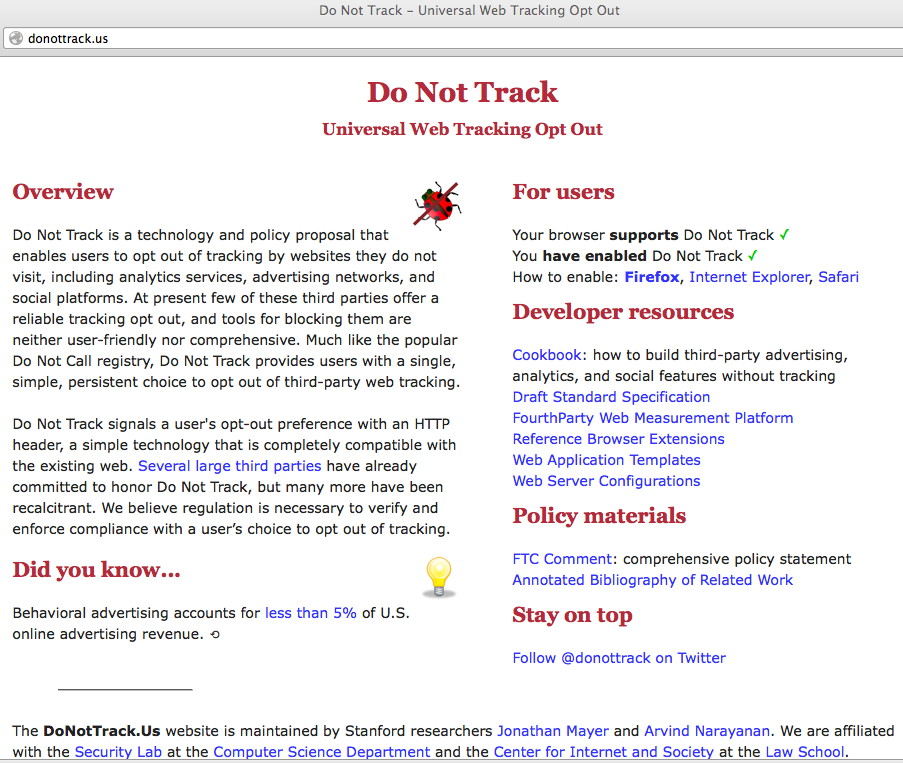 Do Not Track – Universal Web Tracking Opt Out
donottrack.us
Do Not Track
Universal Web Tracking Opt Out
Overview
Do Not Track is a technology and policy proposal that
enables users to opt out of tracking by websites they do not
visit, including analytics services, advertising networks, and
social platforms. At present few of these third parties offer a
reliable tracking opt out, and tools for blocking them are
neither user-friendly nor comprehensive. Much like the popular
Do Not Call registry, Do Not Track provides users with a single,
simple, persistent choice to opt out of third-party web tracking.
Do Not Track signals a user's opt-out preference with an HTTP
header, a simple technology that is completely compatible with
the existing web. Several large third parties have already
committed to honor Do Not Track, but many more have been
recalcitrant. We believe regulation is necessary to verify and
enforce compliance with a user’s choice to opt out of tracking.
Did you know...
Behavioral advertising accounts for less than 5% of U.S.
online advertising revenue. ⟲
For users
Your browser supports Do Not Track ✓
You have enabled Do Not Track ✓
How to enable: Firefox, Internet Explorer, Safari
Developer resources
Cookbook: how to build third-party advertising,
analytics, and social features without tracking
Draft Standard Specification
FourthParty Web Measurement Platform
Reference Browser Extensions
Web Application Templates
Web Server Configurations
Policy materials
FTC Comment: comprehensive policy statement
Annotated Bibliography of Related Work
Stay on top
Follow @donottrack on Twitter
The DoNotTrack.Us website is maintained by Stanford researchers Jonathan Mayer and Arvind Narayanan. We are affiliated
with the Security Lab at the Computer Science Department and the Center for Internet and Society at the Law School.